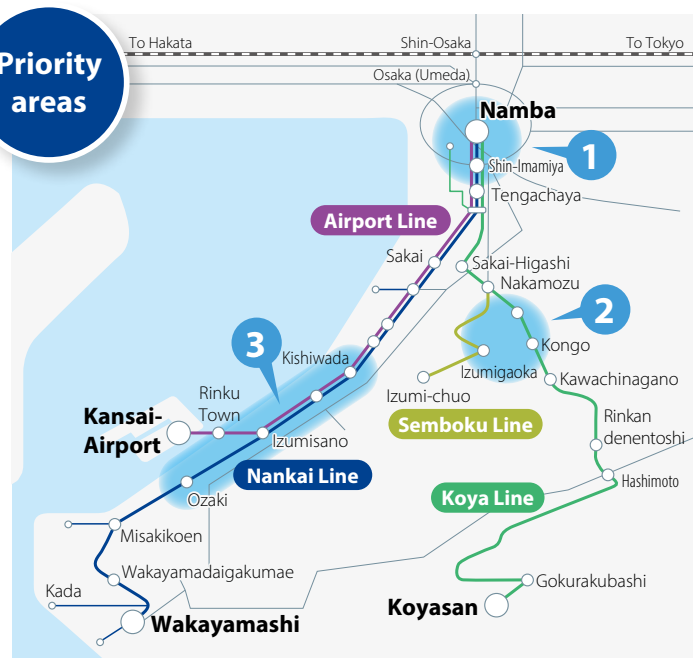 Priority
areas
To Hakata
Shin-Osaka
To Tokyo
Osaka (Umeda)
Namba
1
Shin-Imamiya
Tengachaya
Airport Line
Sakai
Sakai-Higashi
Nakamozu
2
3
Kishiwada
Kongo
Izumigaoka
Kawachinagano
Izumi-chuo
Rinku
Town
Kansai-
Airport
Izumisano
Semboku Line
Rinkan
denentoshi
Nankai Line
Hashimoto
Koya Line
Ozaki
Misakikoen
Wakayamadaigakumae
Gokurakubashi
Kada
Koyasan
Wakayamashi